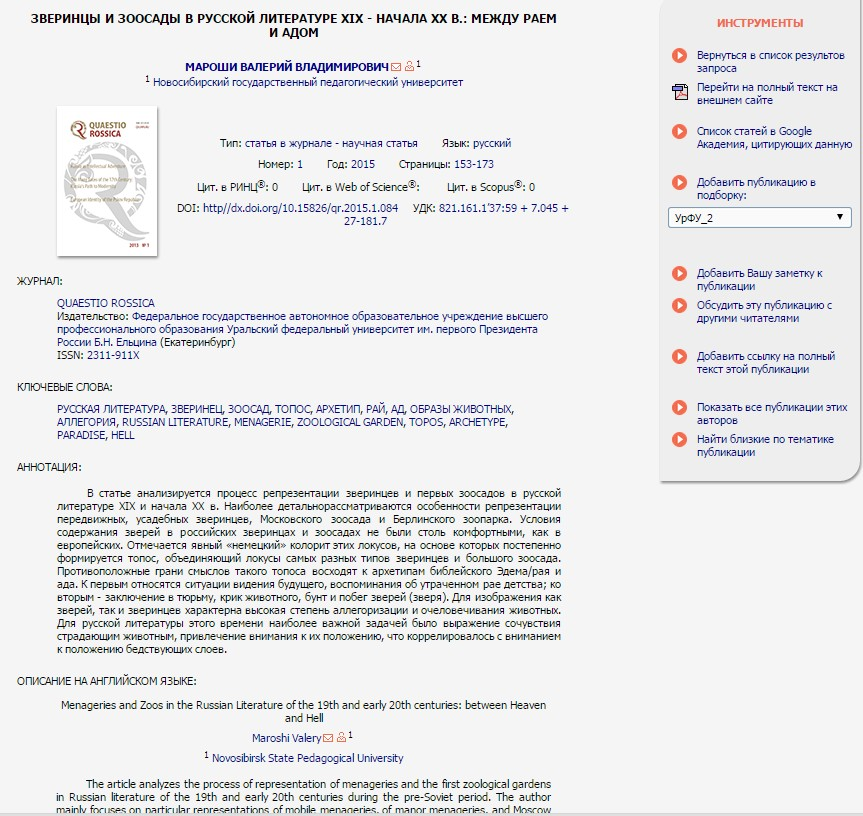 ЗВЕРИНЦЫ И ЗООСАДЫ В РУССКОЙ ЛИТЕРАТУРЕ XIX - НАЧАЛА XX В.: МЕЖДУ РАЕМ
И АДОМ
МАРОШИ ВАЛЕРИЙ ВЛАДИМИРОВИЧ 1
1 Новосибирский государственный педагогический университет
QUAESTIO
ROSSICA
Тип: статья в журнале - научная статья Язык: русский
Номер: 1 Год: 2015 Страницы: 153-173
Цит. в РИНЦ®: 0 Цит. в Web of Science®: Цит. в Scopus®: 0
DOI: http//dx.doi.org/10.15826/qr.2015.1.084 УДК: 821.161.1'37:59 + 7.045 +
27-181.7
ЖУРНАЛ:
QUAESTIO ROSSICA
Издательство: Федеральное государственное автономное образовательное учреждение высшего
профессионального образования Уральский федеральный университет им. первого Президента
России Б.Н. Ельцина (Екатеринбург)
ISSN: 2311-911X
КЛЮЧЕВЫЕ СЛОВА:
РУССКАЯ ЛИТЕРАТУРА, ЗВЕРИНЕЦ, ЗООСАД, ТОПОС, АРХЕТИП, РАЙ, АД, ОБРАЗЫ ЖИВОТНЫХ,
АЛЛЕГОРИЯ, RUSSIAN LITERATURE, MENAGERIE, ZOOLOGICAL GARDEN, TOPOS, ARCHETYPE,
PARADISE, HELL
АННОТАЦИЯ:
В статье анализируется процесс репрезентации зверинцев и первых зоосадов в русской
литературе XIX и начала XX в. Наиболее детальнорассматриваются особенности репрезентации
передвижных, усадебных зверинцев, Московского зоосада и Берлинского зоопарка. Условия
содержания зверей в российских зверинцах и зоосадах не были столь комфортными, как в
европейских. Отмечается явный «немецкий» колорит этих локусов, на основе которых постепенно
формируется топос, объединяющий локусы самых разных типов зверинцев и большого зоосада.
Противоположные грани смыслов такого топоса восходят к архетипам библейского Эдема/рая и
ада. К первым относятся ситуации видения будущего, воспоминания об утраченном рае детства; ко
вторым - заключение в тюрьму, крик животного, бунт и побег зверей (зверя). Для изображения как
зверей, так и зверинцев характерна высокая степень аллегоризации и очеловечивания животных.
Для русской литературы этого времени наиболее важной задачей было выражение сочувствия
страдающим животным, привлечение внимания к их положению, что коррелировалось с вниманием
к положению бедствующих слоев.
ОПИСАНИЕ НА АНГЛИЙСКОМ ЯЗЫКЕ:
Menageries and Zoos in the Russian Literature of the 19th and early 20th centuries: between Heaven
and Hell
Maroshi Valery 1
1 Novosibirsk State Pedagogical University
The article analyzes the process of representation of menageries and the first zoological gardens
in Russian literature of the 19th and early 20th centuries during the pre-Soviet period. The author
mainly focuses on particular representations of mobile menageries, of manor menageries, and Moscow
ИНСТРУМЕНТЫ
Вернуться в список результатов
запроса
Перейти на полный текст на
внешнем сайте
Список статей в Google
Академия, цитирующих данную
Добавить публикацию в
подборку:
УрФУ_2
Добавить Вашу заметку к
публикации
Обсудить эту публикацию с
другими читателями
Добавить ссылку на полный
текст этой публикации
Показать все публикации этих
авторов
Найти близкие по тематике
публикации